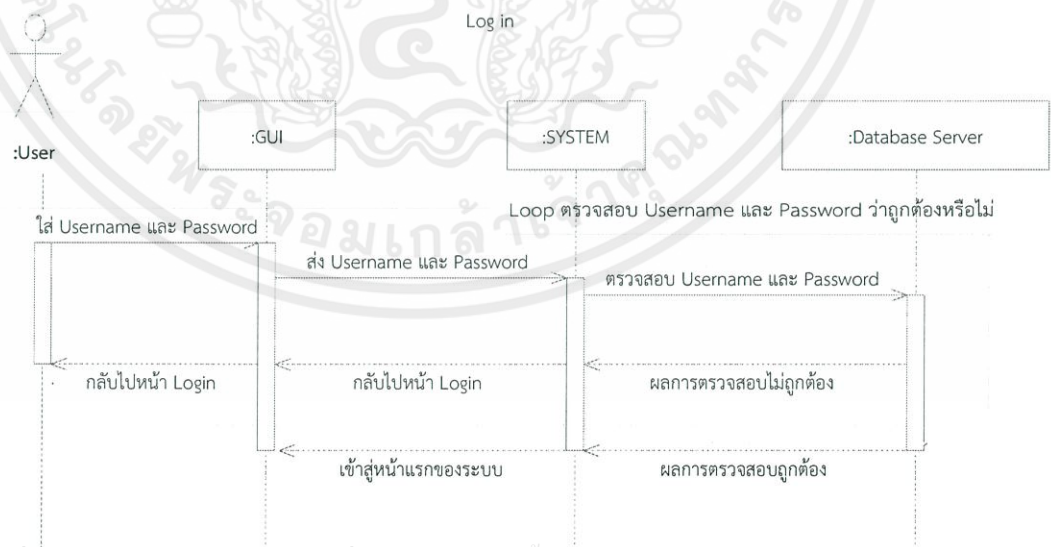 Log in
:User
:GUI
:SYSTEM
:Database Server
Loop ตรวจสอบ Username และ Password ว่าถูกต้องหรือไม่
ใส่ Username และ Password
ส่ง Username และ Password
ตรวจสอบ Username และ Password
กลับไปหน้า Login
กลับไปหน้า Login
ผลการตรวจสอบไม่ถูกต้อง
เข้าสู่หน้าแรกของระบบ
ผลการตรวจสอบถูกต้อง